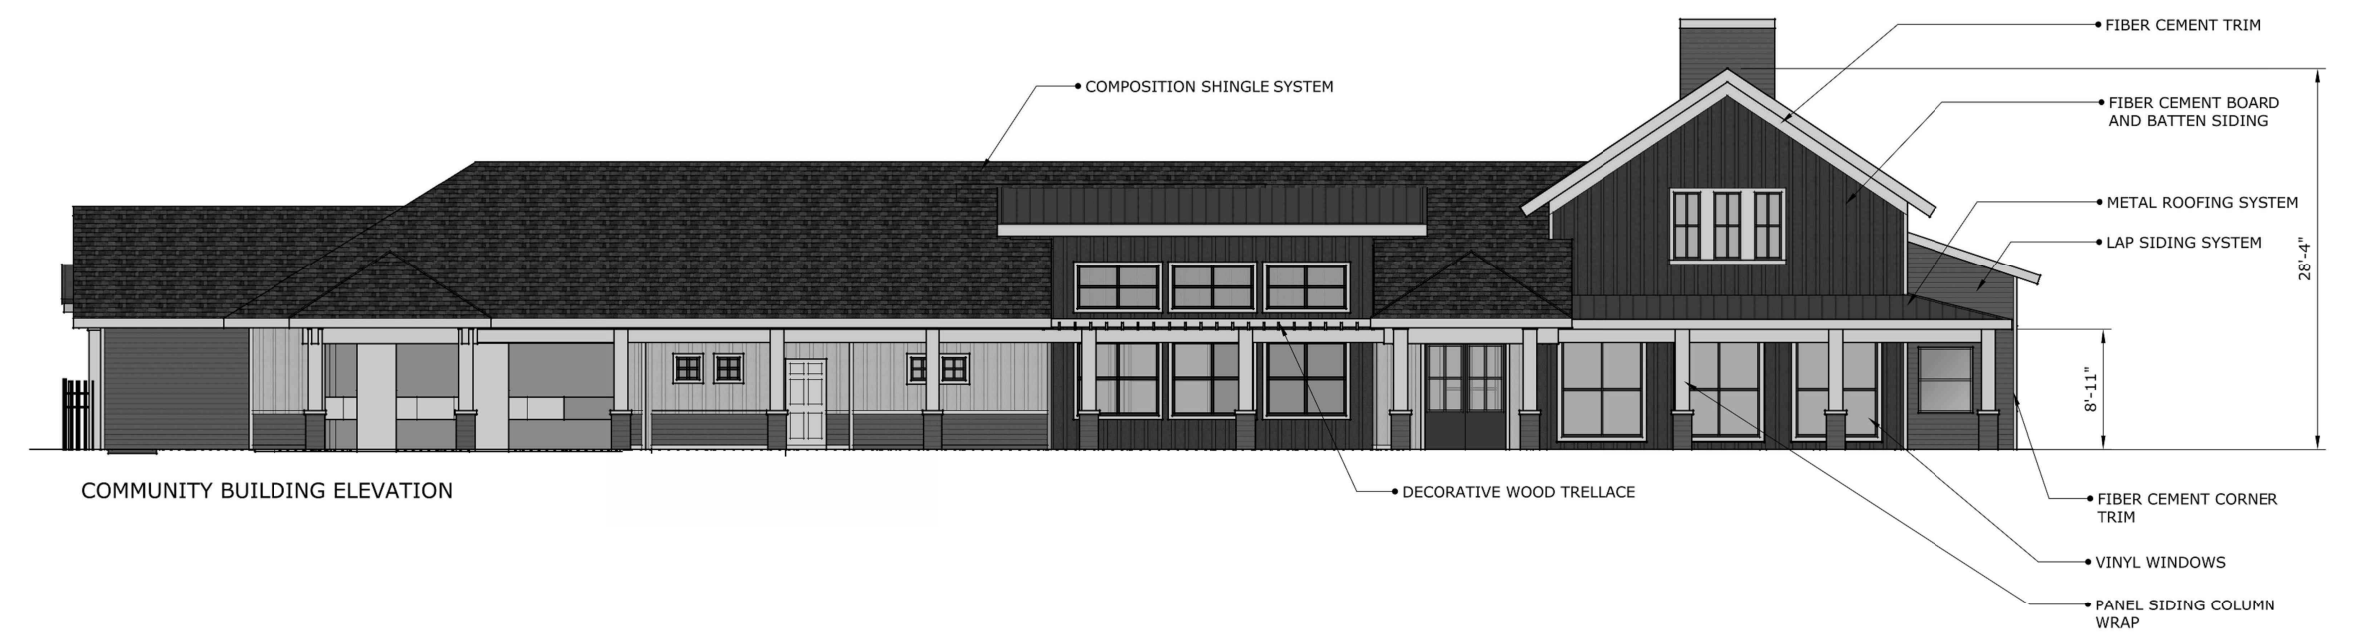 FIBER CEMENT TRIM
COMPOSITION SHINGLE SYSTEM
FIBER CEMENT BOARD
AND BATTEN SIDING
METAL ROOFING SYSTEM
LAP SIDING SYSTEM
28'-4"
8'-11"
COMMUNITY BUILDING ELEVATION
DECORATIVE WOOD TRELLACE
FIBER CEMENT CORNER
TRIM
VINYL WINDOWS
PANEL SIDING COLUMN
WRAP